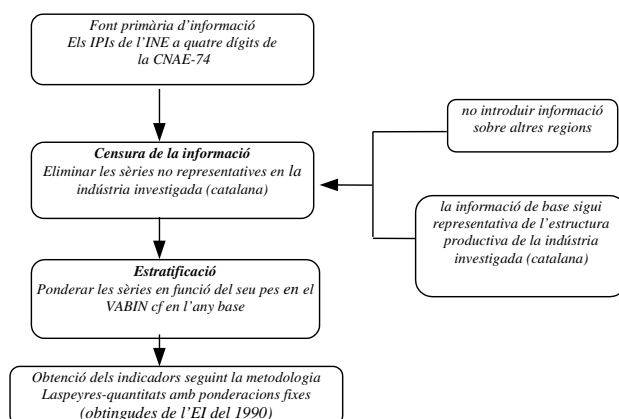 Font primària d'informació
Els IPIs de l'INE a quatre dígits de
la CNAE-74
no introduir informació
sobre altres regions
Censura de la informació
Eliminar les sèries no representatives en la
indústria investigada (catalana)
la informació de base sigui
representativa de l'estructura
productiva de la indústria
investigada (catalana)
Estratificació
Ponderar les sèries en funció del seu pes en el
VABIN cf en l'any base
Obtenció dels indicadors seguint la metodologia
Laspeyres-quantitats amb ponderacions fixes
(obtingudes de l'EI del 1990)